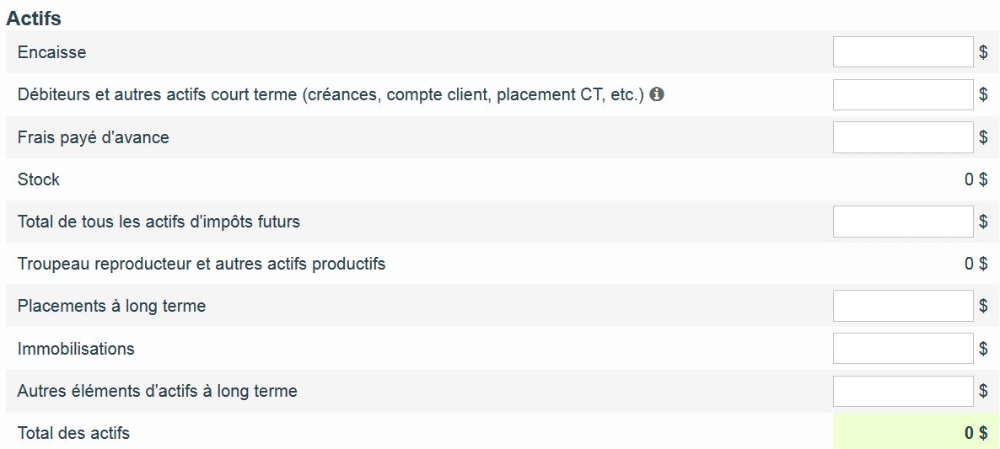 Actifs
Encaisse $
Débiteurs et autres actifs court terme (créances, compte client, placement CT, etc.) $
Frais payé d'avance $
Stock 0 $
Total de tous les actifs d'impôts futurs $
Troupeau reproducteur et autres actifs productifs 0 $
Placements à long terme $
Immobilisations $
Autres éléments d'actifs à long terme $
Total des actifs 0 $